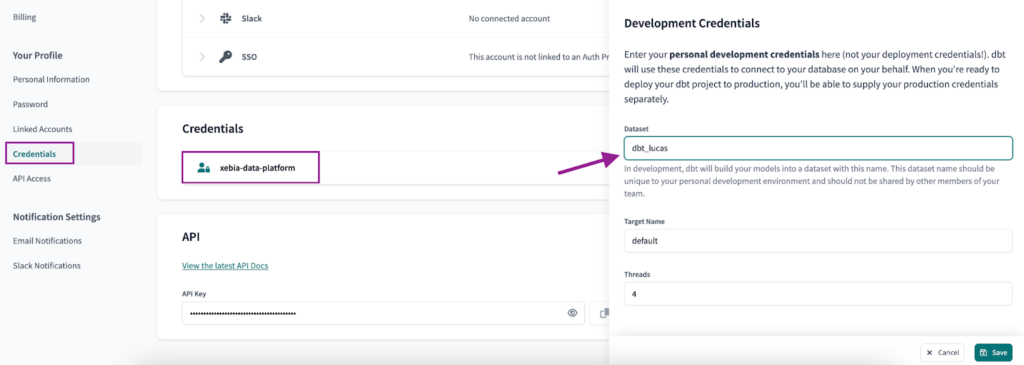 Billing
Your Profile
Personal Information
Password
Linked Accounts
Credentials
API Access
Notification Settings
Email Notifications
Slack Notifications
Slack
No connected account
SSO
This account is not linked to an Auth Pr
Credentials
xebia-data-platform
API
View the latest API Docs
API Key
••••••••••••••••••••••••••••••••••••••••
Development Credentials
Enter your personal development credentials here (not your deployment credentials!). dbt
will use these credentials to connect to your database on your behalf. When you're ready to
deploy your dbt project to production, you'll be able to supply your production credentials
separately.
Dataset
dbt_lucas
In development, dbt will build your models into a dataset with this name. This dataset name should be
unique to your personal development environment and should not be shared by other members of your
team.
Target Name
default
Threads
4
Cancel
Save